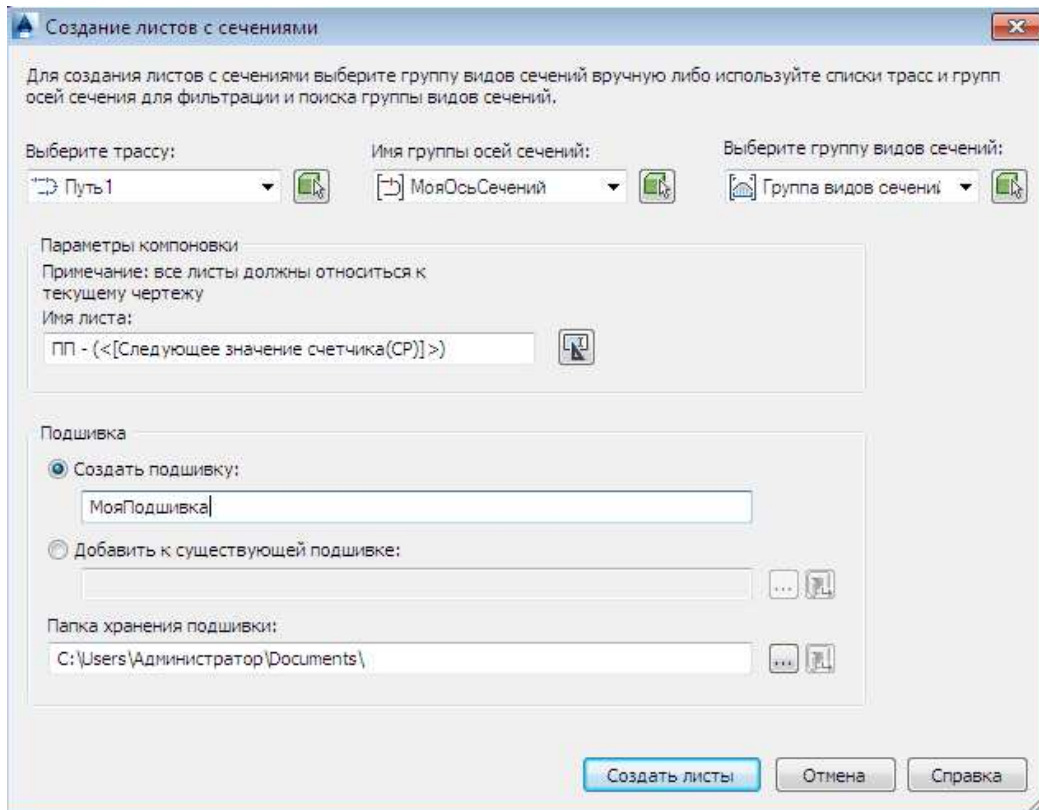 Создание листов с сечениями
Для создания листов с сечениями выберите группу видов сечений вручную либо используйте списки трасс и групп
осей сечения для фильтрации и поиска группы видов сечений.
Выберите трассу:
Имя группы осей сечений:
Выберите группу видов сечений:
Путь1
МояОсьСечений
Группа видов сечений
Параметры компоновки
Примечание: все листы должны относиться к
текущему чертежу
Имя листа:
ПП - (<[Следующее значение счетчика(CP)]>)
Подшивка
Создать подшивку:
МояПодшивка
Добавить к существующей подшивке:
...
Папка хранения подшивки:
C:\Users\Администратор\Documents\
...
Создать листы
Отмена
Справка